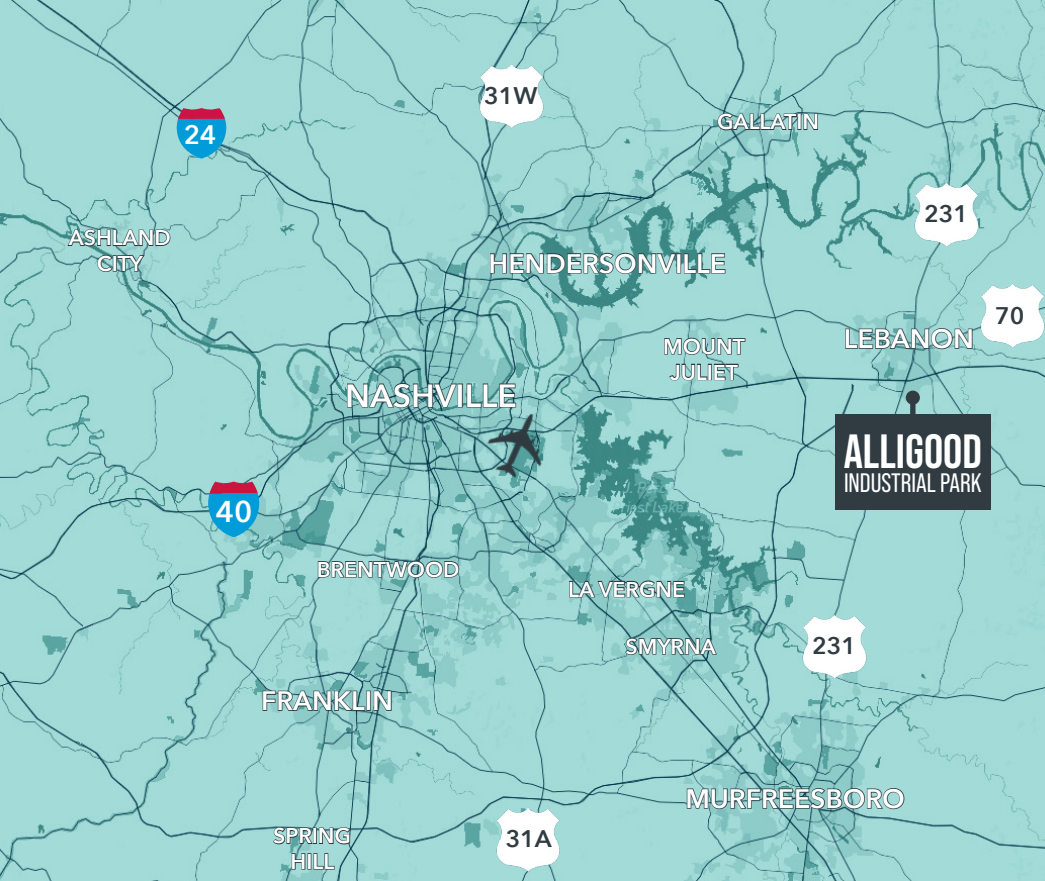 31W
GALLATIN
24
231
ASHLAND
CITY
HENDERSONVILLE
70
LEBANON
MOUNT
JULIET
NASHVILLE
ALLIGOOD
INDUSTRIAL PARK
40
BRENTWOOD
LA VERGNE
SMYRNA
231
FRANKLIN
MURFREESBORO
SPRING
HILL
31A